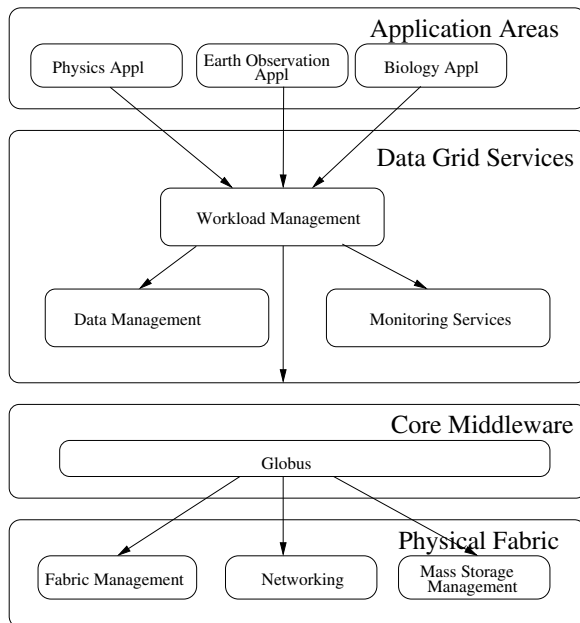 Application Areas
Physics Appl
Earth Observation
Appl
Biology Appl
Data Grid Services
Workload Management
Data Management
Monitoring Services
Core Middleware
Globus
Physical Fabric
Fabric Management
Networking
Mass Storage
Management